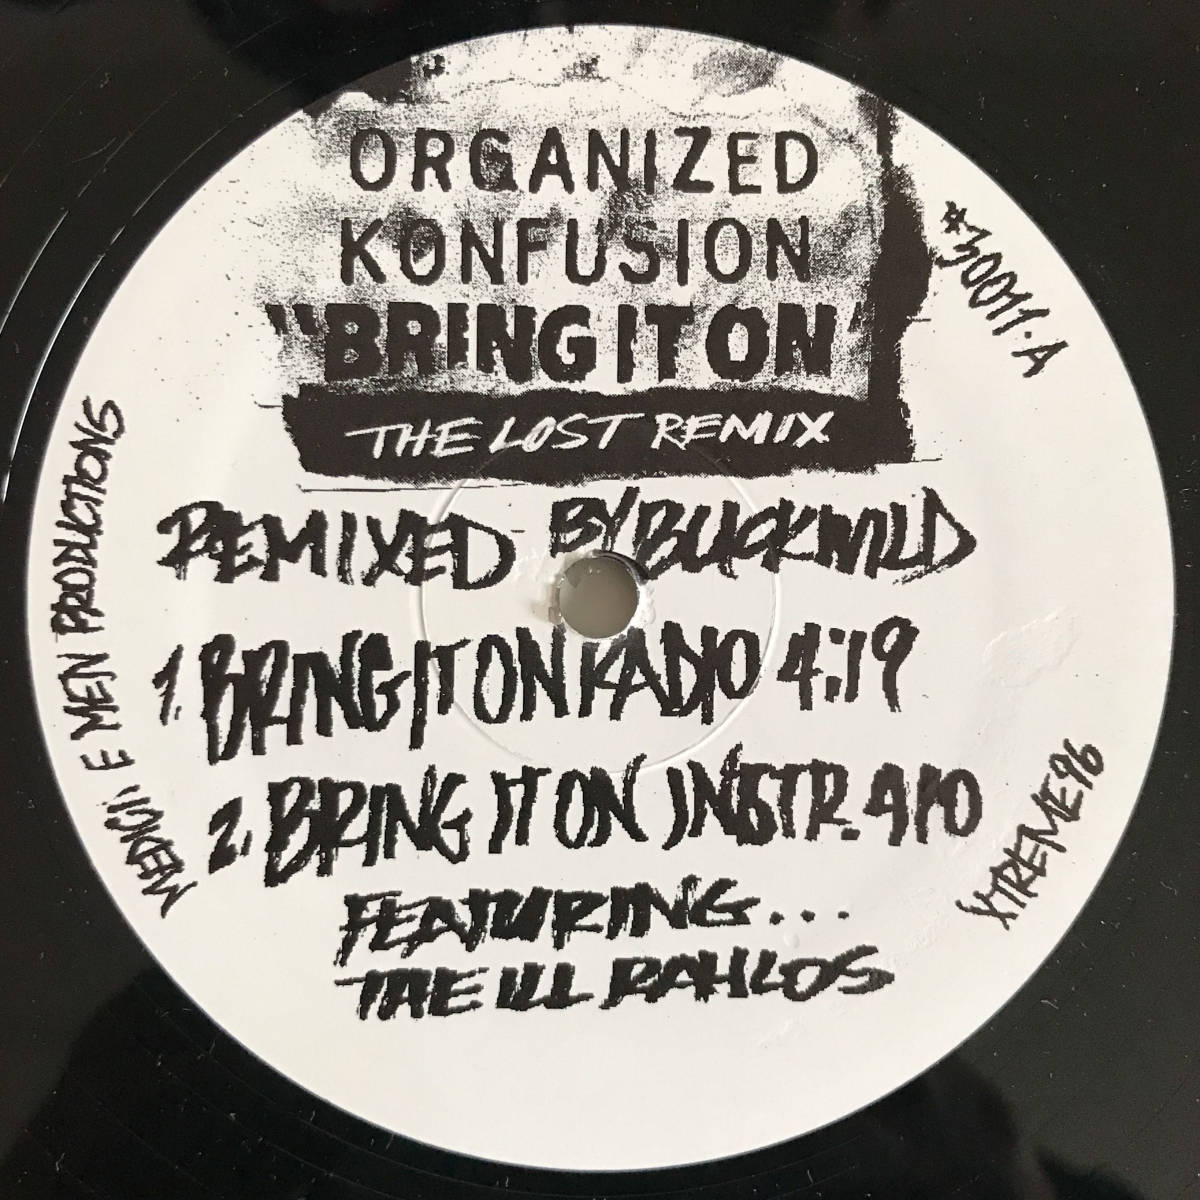 ORGANIZED
KONFUSION
"BRING IT ON"
THE LOST REMIX
#30011·A
REMIXED BY BUCKWILD
1. BRING IT ON RADIO 4:19
2. BRING IT ON INSTR. 4:10
FEATURING...
THE ILL RAHLOS
MEN PRODUCTIONS
XTREME 96